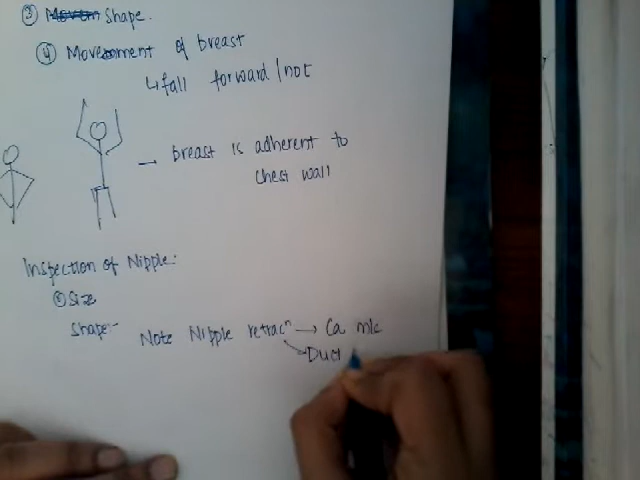 ③ Shape.
④ Movement of breast
↳ fall forward/not
→ breast is adherent to
chest wall
Inspection of Nipple:
① Size
Shape:-
Note Nipple retracⁿ → Ca m/c
→ Duct